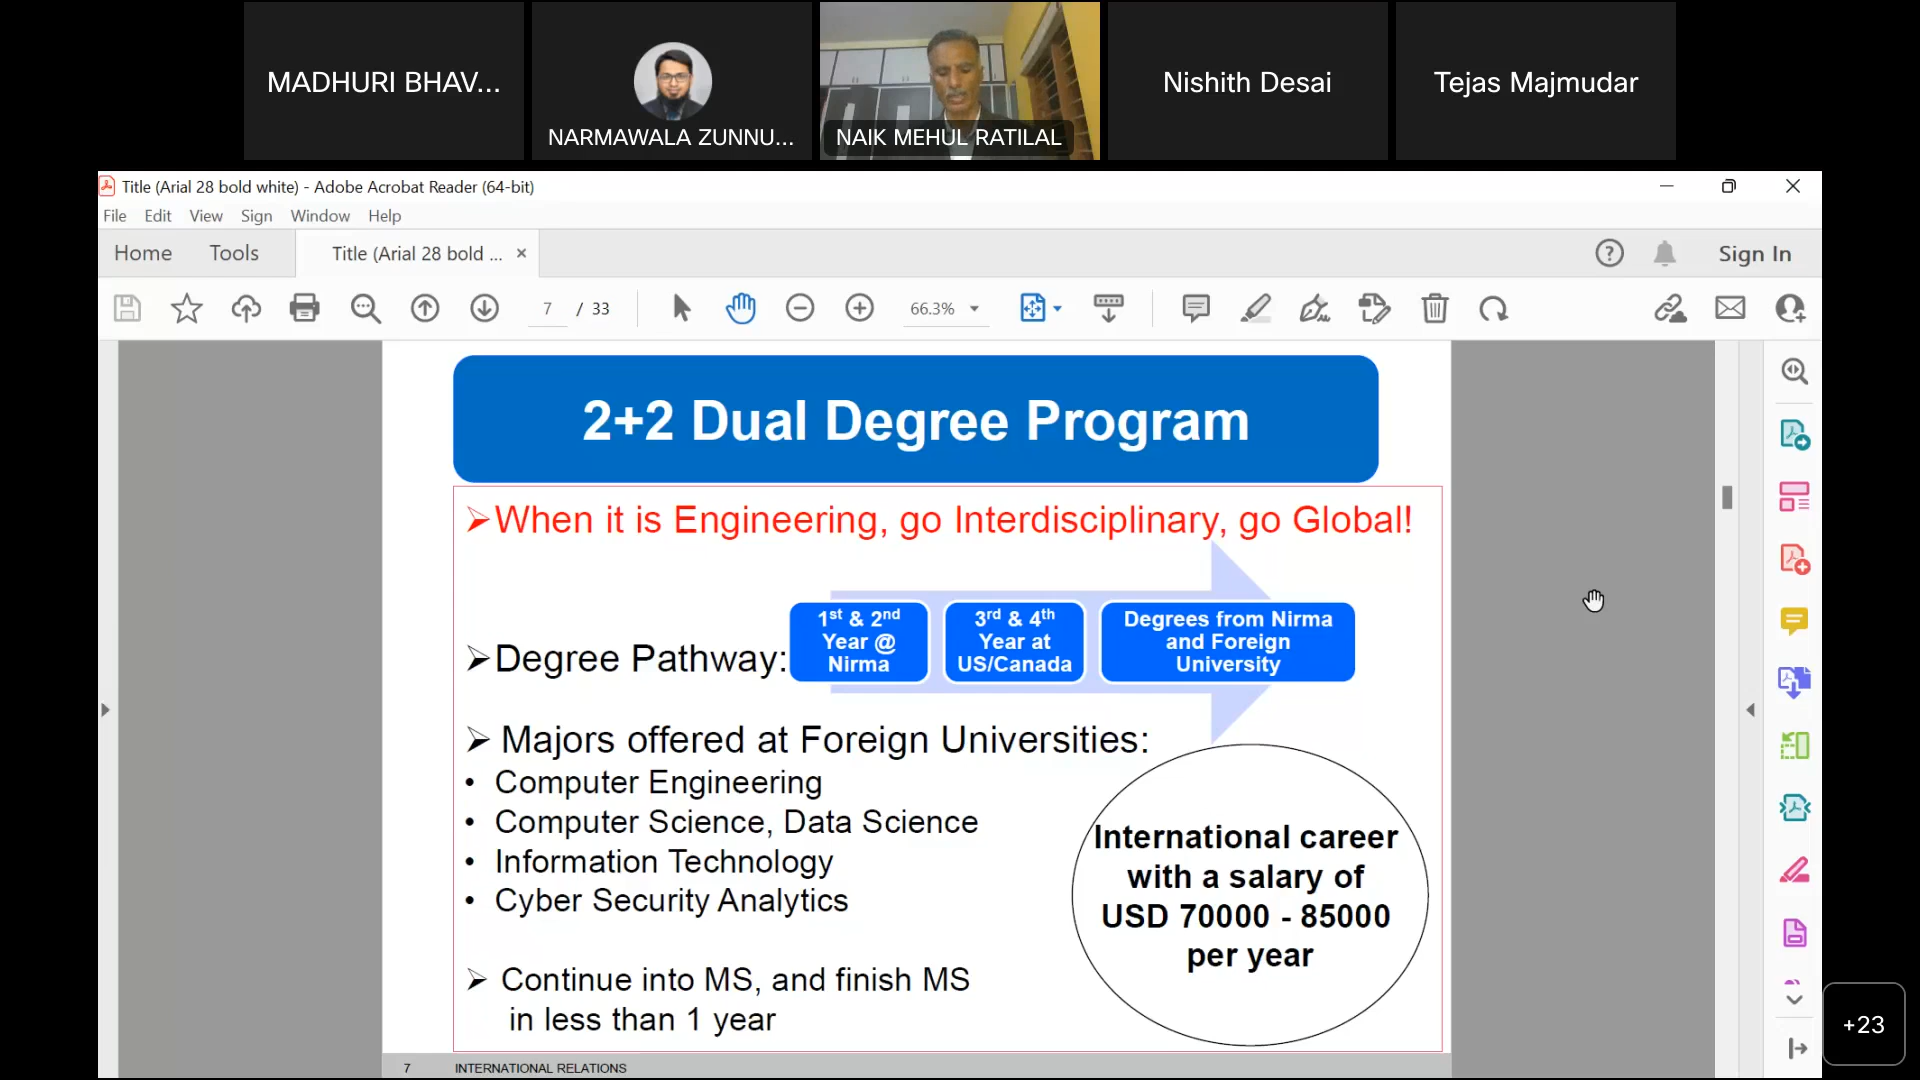 MADHURI BHAV...
NARMAWALA ZUNNU...
NAIK MEHUL RATILAL
Nishith Desai
Tejas Majmudar
Title (Arial 28 bold white) - Adobe Acrobat Reader (64-bit)
File Edit View Sign Window Help
Home Tools Title (Arial 28 bold ... × Sign In
7 / 33 66.3%
2+2 Dual Degree Program
➢When it is Engineering, go Interdisciplinary, go Global!
➢Degree Pathway:
1st & 2nd
Year @
Nirma
3rd & 4th
Year at
US/Canada
Degrees from Nirma
and Foreign
University
➢ Majors offered at Foreign Universities:
• Computer Engineering
• Computer Science, Data Science
• Information Technology
• Cyber Security Analytics
International career
with a salary of
USD 70000 - 85000
per year
➢ Continue into MS, and finish MS
in less than 1 year
7 INTERNATIONAL RELATIONS
+23